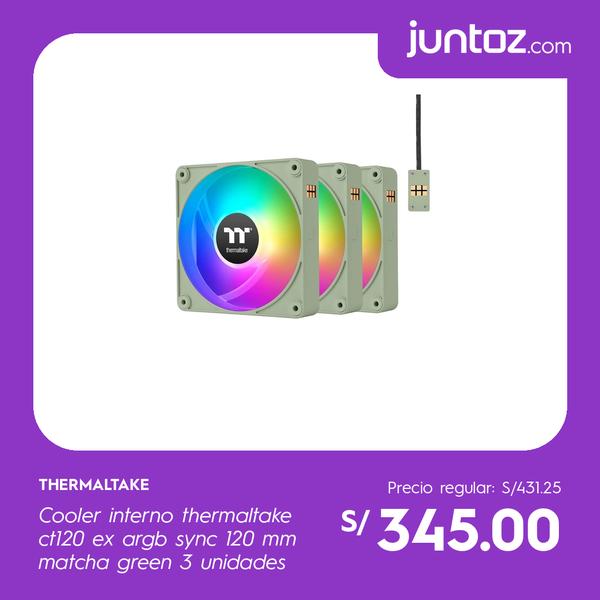 juntoz.com
thermaltake
THERMALTAKE
Cooler interno thermaltake
ct120 ex argb sync 120 mm
matcha green 3 unidades
Precio regular: S/431.25
S/ 345.00